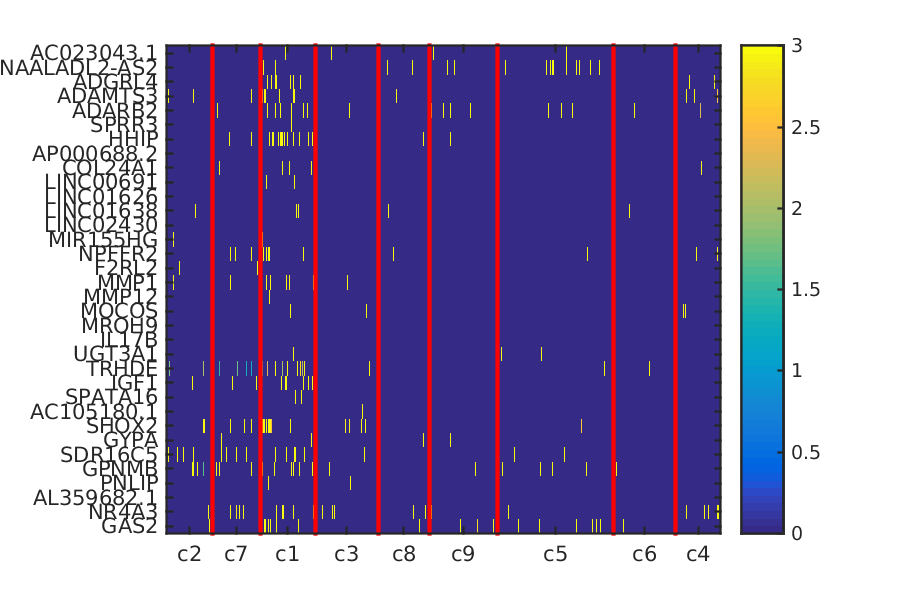 AC023043.1
NAALADL2-AS2
ADGRL4
ADAMTS3
ADARB2
SPRR3
HHIP
AP000688.2
COL24A1
LINC00691
LINC01626
LINC01638
LINC02430
MIR155HG
NPFFR2
F2RL2
MMP1
MMP12
MOCOS
MROH9
IL17B
UGT3A1
TRHDE
IGF1
SPATA16
AC105180.1
SHOX2
GYPA
SDR16C5
GPNMB
PNLIP
AL359682.1
NR4A3
GAS2
c2 c7 c1 c3 c8 c9 c5 c6 c4
3
2.5
2
1.5
1
0.5
0